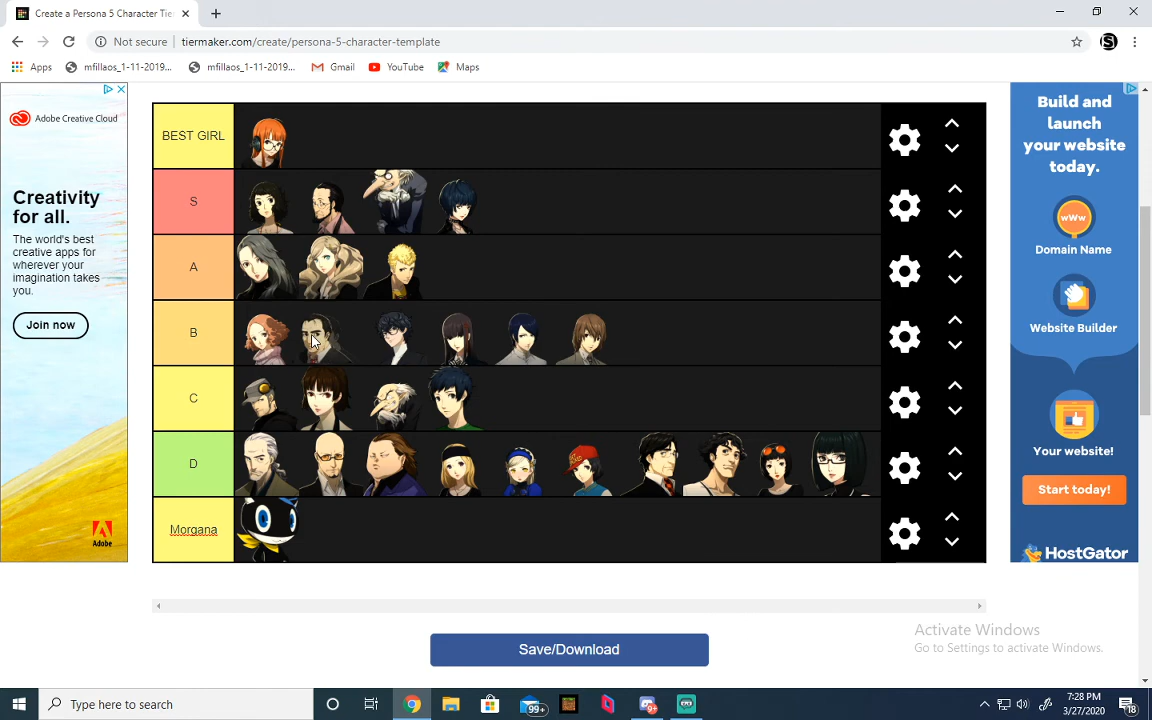 Create a Persona 5 Character Tie
Not secure | tiermaker.com/create/persona-5-character-template
Apps mfillaos_1-11-2019... mfillaos_1-11-2019... Gmail YouTube Maps
Adobe Creative Cloud
Creativity
for all.
The world's best
creative apps for
wherever your
imagination takes
you.
Join now
Adobe
BEST GIRL
S
A
B
C
D
Morgana
Build and
launch
your website
today.
WWW
Domain Name
Website Builder
Your website!
Start today!
HostGator
Save/Download
Activate Windows
Go to Settings to activate Windows.
Type here to search
99+
9+
7:28 PM
3/27/2020
18